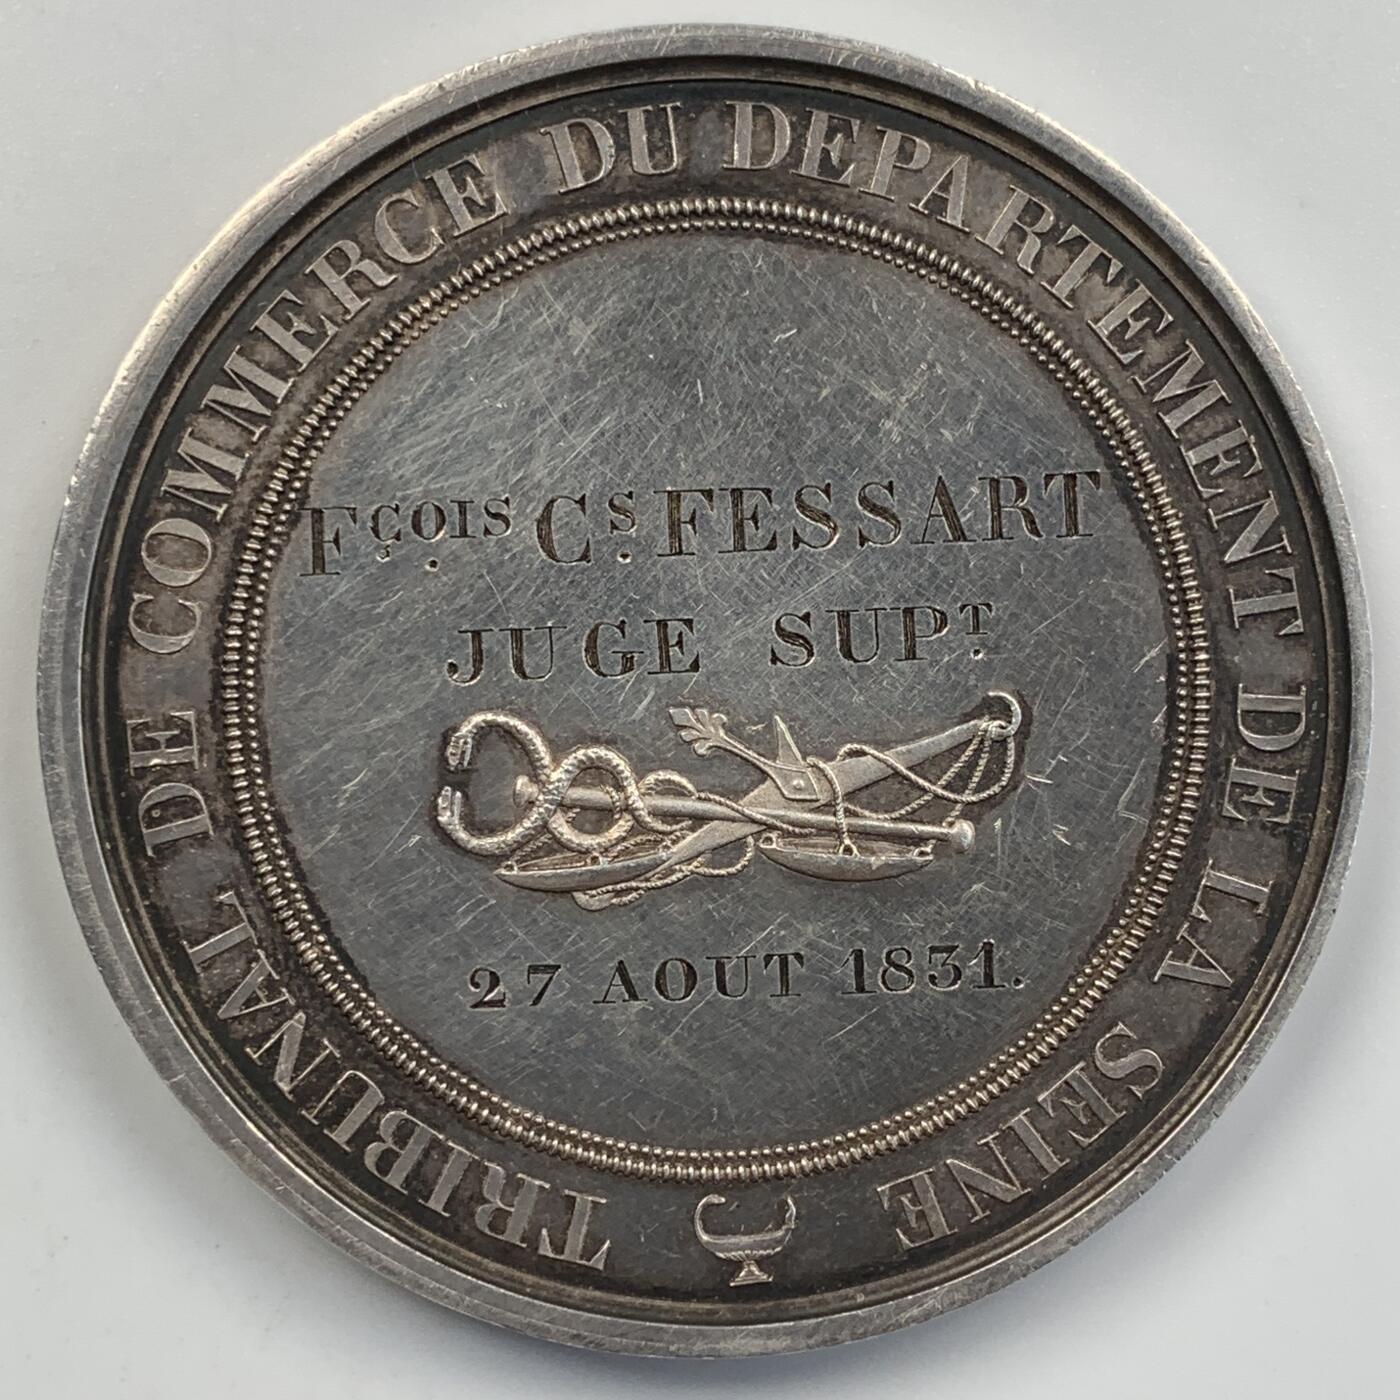 TRIBUNAL DE COMMERCE DU DEPARTEMENT DE LA SEINE
Fçois Cs. FESSART
JUGE SUPT.
27 AOUT 1831.